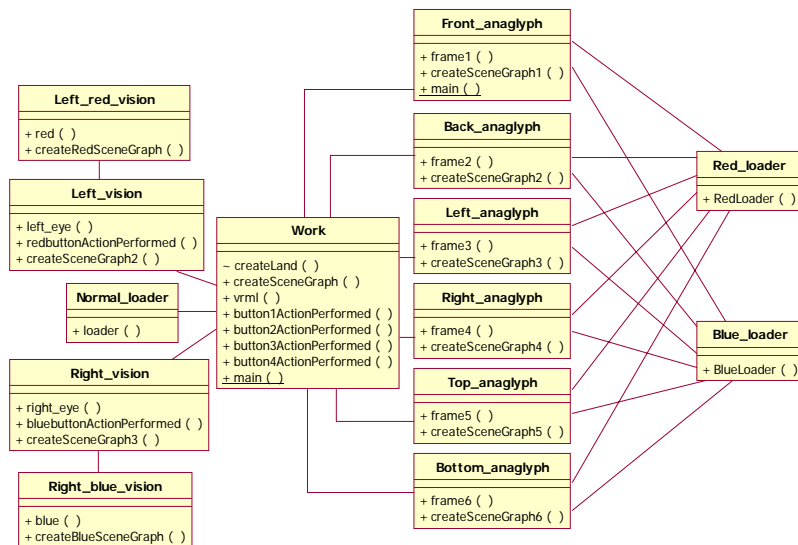 Front_anaglyph
+ frame1 ( )
+ createSceneGraph1 ( )
+ main ( )
Left_red_vision
+ red ( )
+ createRedSceneGraph ( )
Back_anaglyph
+ frame2 ( )
+ createSceneGraph2 ( )
Red_loader
+ RedLoader ( )
Left_vision
+ left_eye ( )
+ redbuttonActionPerformed ( )
+ createSceneGraph2 ( )
Left_anaglyph
+ frame3 ( )
+ createSceneGraph3 ( )
Work
~ createLand ( )
+ createSceneGraph ( )
+ vrml ( )
+ button1ActionPerformed ( )
+ button2ActionPerformed ( )
+ button3ActionPerformed ( )
+ button4ActionPerformed ( )
+ main ( )
Normal_loader
+ loader ( )
Right_anaglyph
+ frame4 ( )
+ createSceneGraph4 ( )
Blue_loader
+ BlueLoader ( )
Right_vision
+ right_eye ( )
+ bluebuttonActionPerformed ( )
+ createSceneGraph3 ( )
Top_anaglyph
+ frame5 ( )
+ createSceneGraph5 ( )
Bottom_anaglyph
+ frame6 ( )
+ createSceneGraph6 ( )
Right_blue_vision
+ blue ( )
+ createBlueSceneGraph ( )